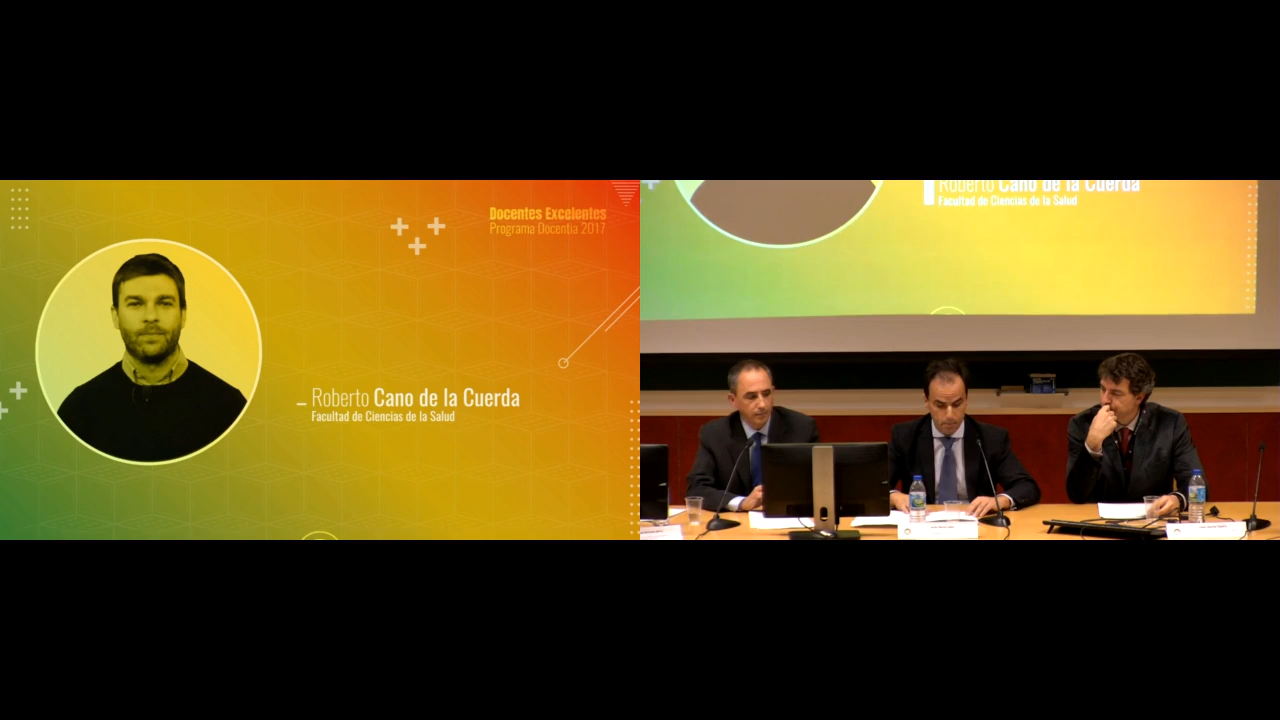 Docentes Excelentes
Programa Docentia 2017
Roberto Cano de la Cuerda
Facultad de Ciencias de la Salud
Roberto Cano de la Cuerda
Facultad de Ciencias de la Salud